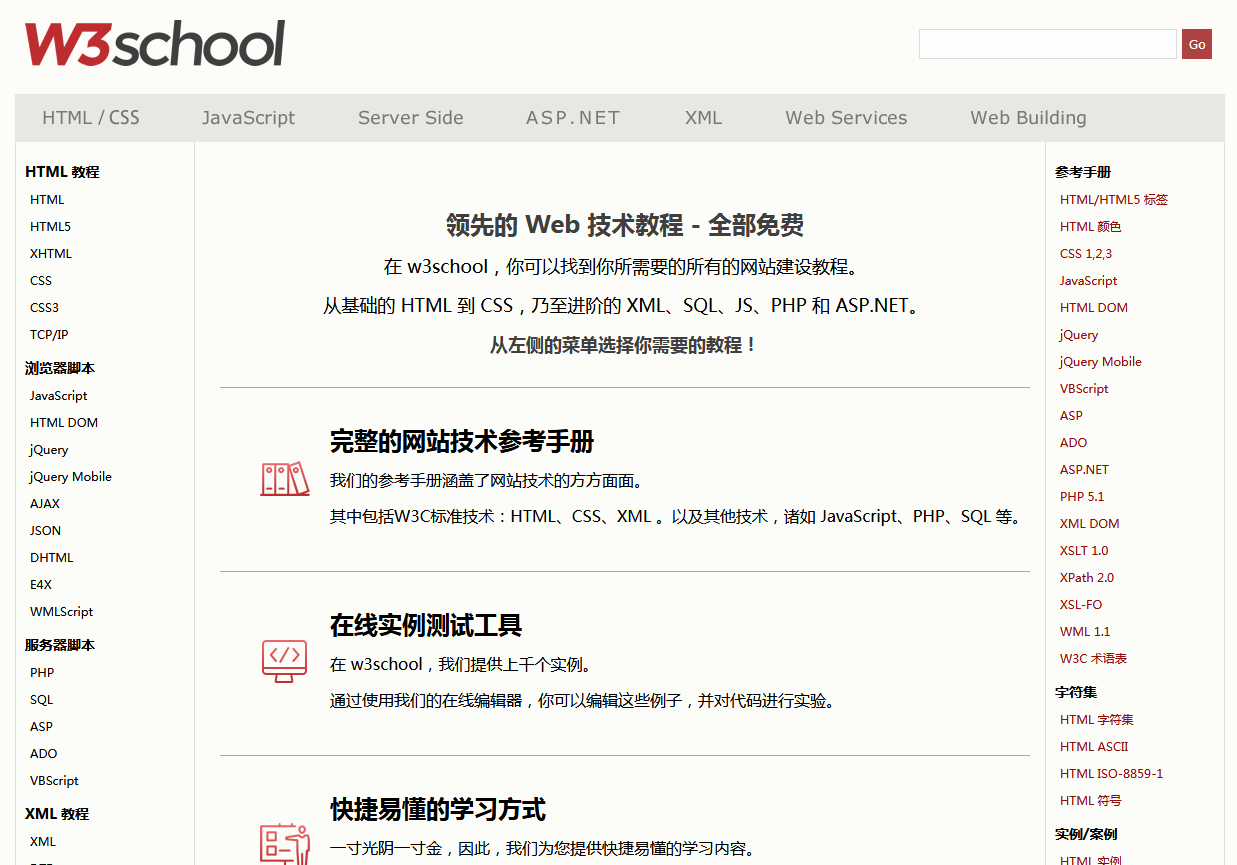 W3school
Go
HTML / CSS
JavaScript
Server Side
ASP.NET
XML
Web Services
Web Building
HTML 教程
HTML
HTML5
XHTML
CSS
CSS3
TCP/IP
浏览器脚本
JavaScript
HTML DOM
jQuery
jQuery Mobile
AJAX
JSON
DHTML
E4X
WMLScript
服务器脚本
PHP
SQL
ASP
ADO
VBScript
XML 教程
XML
领先的 Web 技术教程 - 全部免费
在 w3school，你可以找到你所需要的所有的网站建设教程。
从基础的 HTML 到 CSS，乃至进阶的 XML、SQL、JS、PHP 和 ASP.NET。
从左侧的菜单选择你需要的教程！
完整的网站技术参考手册
我们的参考手册涵盖了网站技术的方方面面。
其中包括W3C标准技术：HTML、CSS、XML 。以及其他技术，诸如 JavaScript、PHP、SQL 等。
在线实例测试工具
在 w3school，我们提供上千个实例。
通过使用我们的在线编辑器，你可以编辑这些例子，并对代码进行实验。
快捷易懂的学习方式
一寸光阴一寸金，因此，我们为您提供快捷易懂的学习内容。
参考手册
HTML/HTML5 标签
HTML 颜色
CSS 1,2,3
JavaScript
HTML DOM
jQuery
jQuery Mobile
VBScript
ASP
ADO
ASP.NET
PHP 5.1
XML DOM
XSLT 1.0
XPath 2.0
XSL-FO
WML 1.1
W3C 术语表
字符集
HTML 字符集
HTML ASCII
HTML ISO-8859-1
HTML 符号
实例/案例
HTML 实例